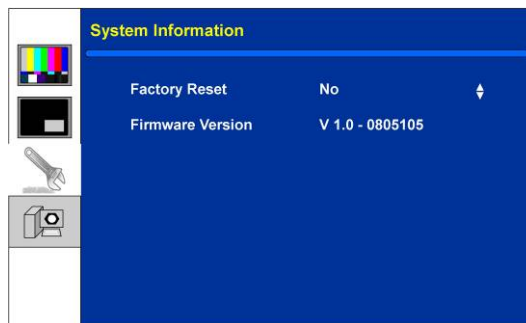 System Information
Factory Reset No
Firmware Version V 1.0 - 0805105